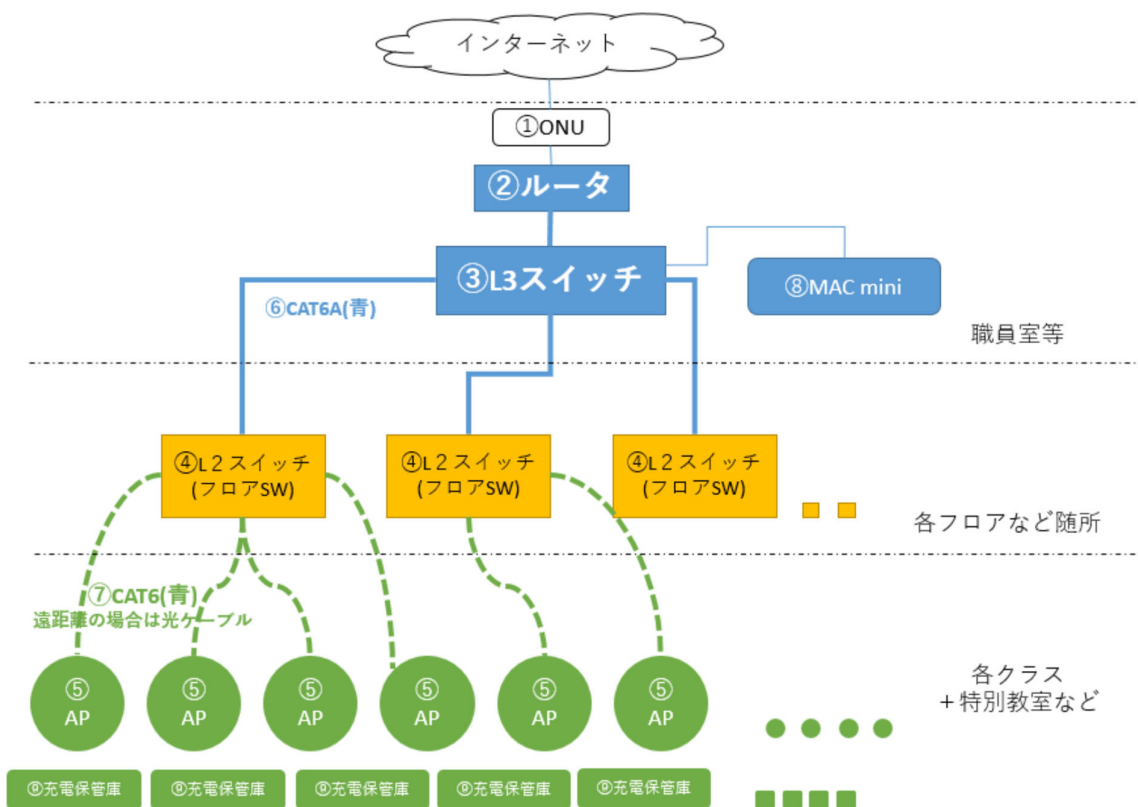 インターネット
①ONU
②ルータ
③L3スイッチ
⑧MAC mini
⑥CAT6A(青)
職員室等
④L２スイッチ
(フロアSW)
④L２スイッチ
(フロアSW)
④L２スイッチ
(フロアSW)
各フロアなど随所
⑦CAT6(青)
遠距離の場合は光ケーブル
⑤
AP
⑤
AP
⑤
AP
⑤
AP
⑤
AP
⑤
AP
各クラス
＋特別教室など
⑨充電保管庫
⑨充電保管庫
⑨充電保管庫
⑨充電保管庫
⑨充電保管庫